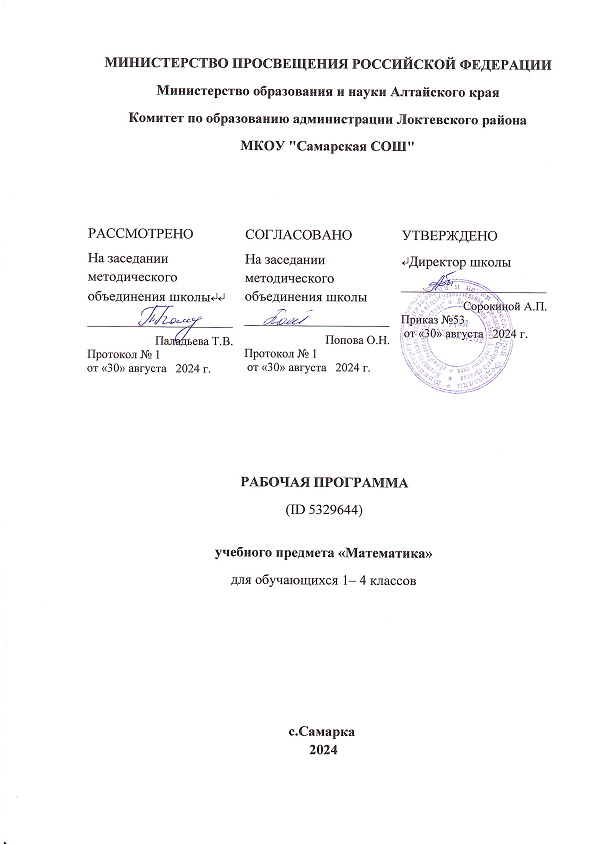 МИНИСТЕРСТВО ПРОСВЕЩЕНИЯ РОССИЙСКОЙ ФЕДЕРАЦИИ
Министерство образования и науки Алтайского края
Комитет по образованию администрации Локтевского района
МКОУ "Самарская СОШ"
РАССМОТРЕНО
На заседании
методического
объединения школы↵↵
Паладьева Т.В.
Протокол № 1
от «30» августа 2024 г.
СОГЛАСОВАНО
На заседании
методического
объединения школы
Попова О.Н.
Протокол № 1
от «30» августа 2024 г.
УТВЕРЖДЕНО
↵Директор школы
Сорокиной А.П.
Приказ №53
от «30» августа 2024 г.
РАБОЧАЯ ПРОГРАММА
(ID 5329644)
учебного предмета «Математика»
для обучающихся 1– 4 классов
с.Самарка
2024